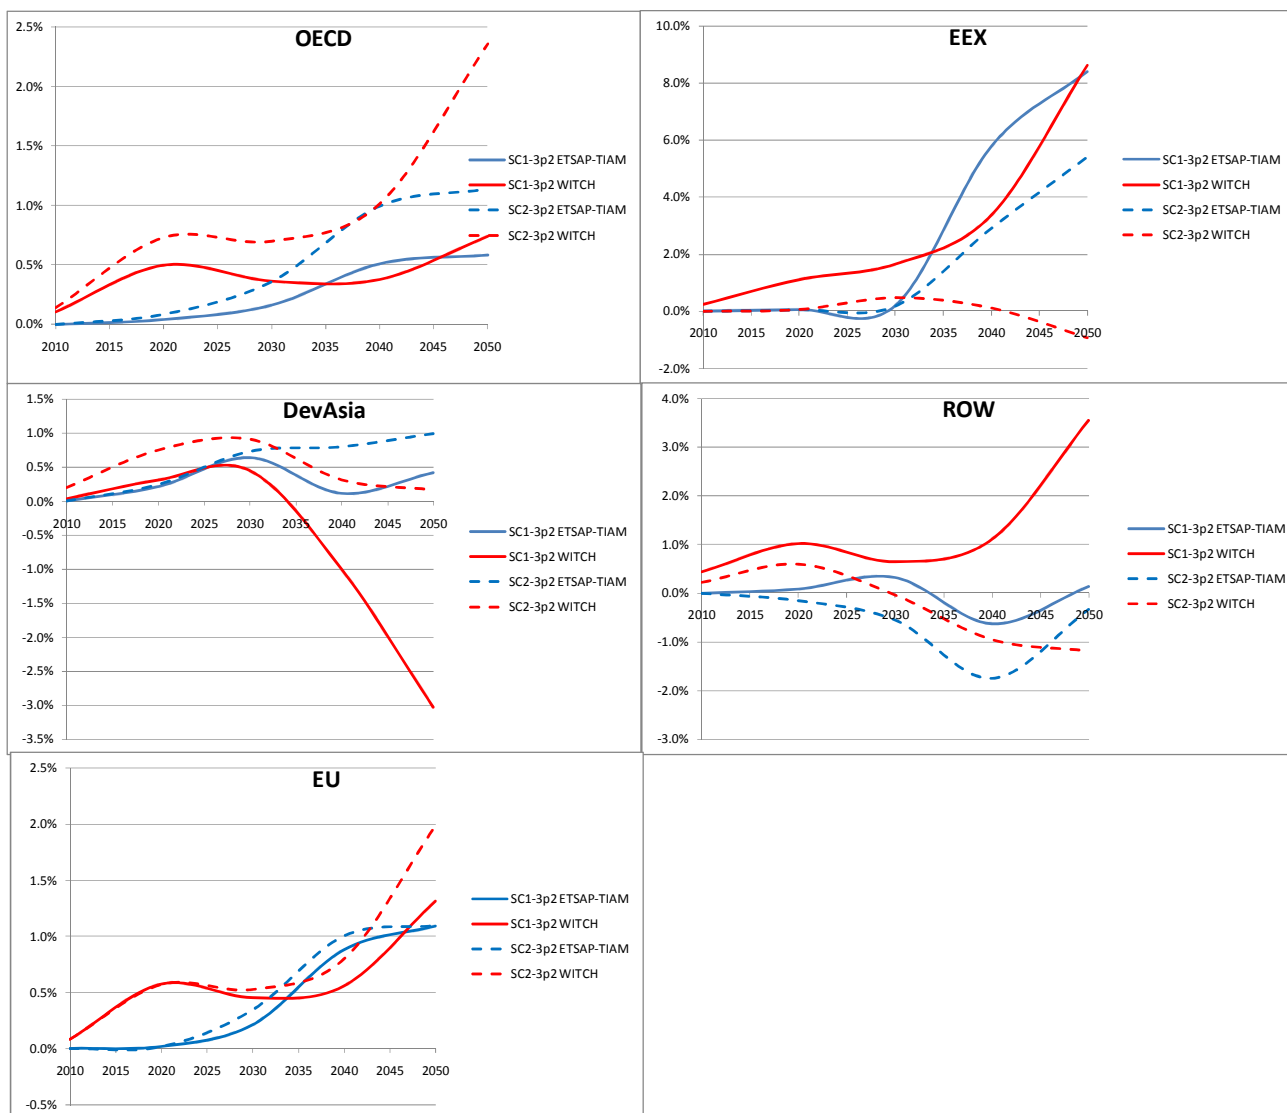 OECD
2.5%
2.0%
1.5%
1.0%
0.5%
0.0%
2010 2015 2020 2025 2030 2035 2040 2045 2050
SC1-3p2 ETSAP-TIAM
SC1-3p2 WITCH
SC2-3p2 ETSAP-TIAM
SC2-3p2 WITCH
EEX
10.0%
8.0%
6.0%
4.0%
2.0%
0.0%
-2.0%
2010 2015 2020 2025 2030 2035 2040 2045 2050
SC1-3p2 ETSAP-TIAM
SC1-3p2 WITCH
SC2-3p2 ETSAP-TIAM
SC2-3p2 WITCH
DevAsia
1.5%
1.0%
0.5%
0.0%
-0.5%
-1.0%
-1.5%
-2.0%
-2.5%
-3.0%
-3.5%
2010 2015 2020 2025 2030 2035 2040 2045 2050
SC1-3p2 ETSAP-TIAM
SC1-3p2 WITCH
SC2-3p2 ETSAP-TIAM
SC2-3p2 WITCH
ROW
4.0%
3.0%
2.0%
1.0%
0.0%
-1.0%
-2.0%
-3.0%
2010 2015 2020 2025 2030 2035 2040 2045 2050
SC1-3p2 ETSAP-TIAM
SC1-3p2 WITCH
SC2-3p2 ETSAP-TIAM
SC2-3p2 WITCH
EU
2.5%
2.0%
1.5%
1.0%
0.5%
0.0%
-0.5%
2010 2015 2020 2025 2030 2035 2040 2045 2050
SC1-3p2 ETSAP-TIAM
SC1-3p2 WITCH
SC2-3p2 ETSAP-TIAM
SC2-3p2 WITCH